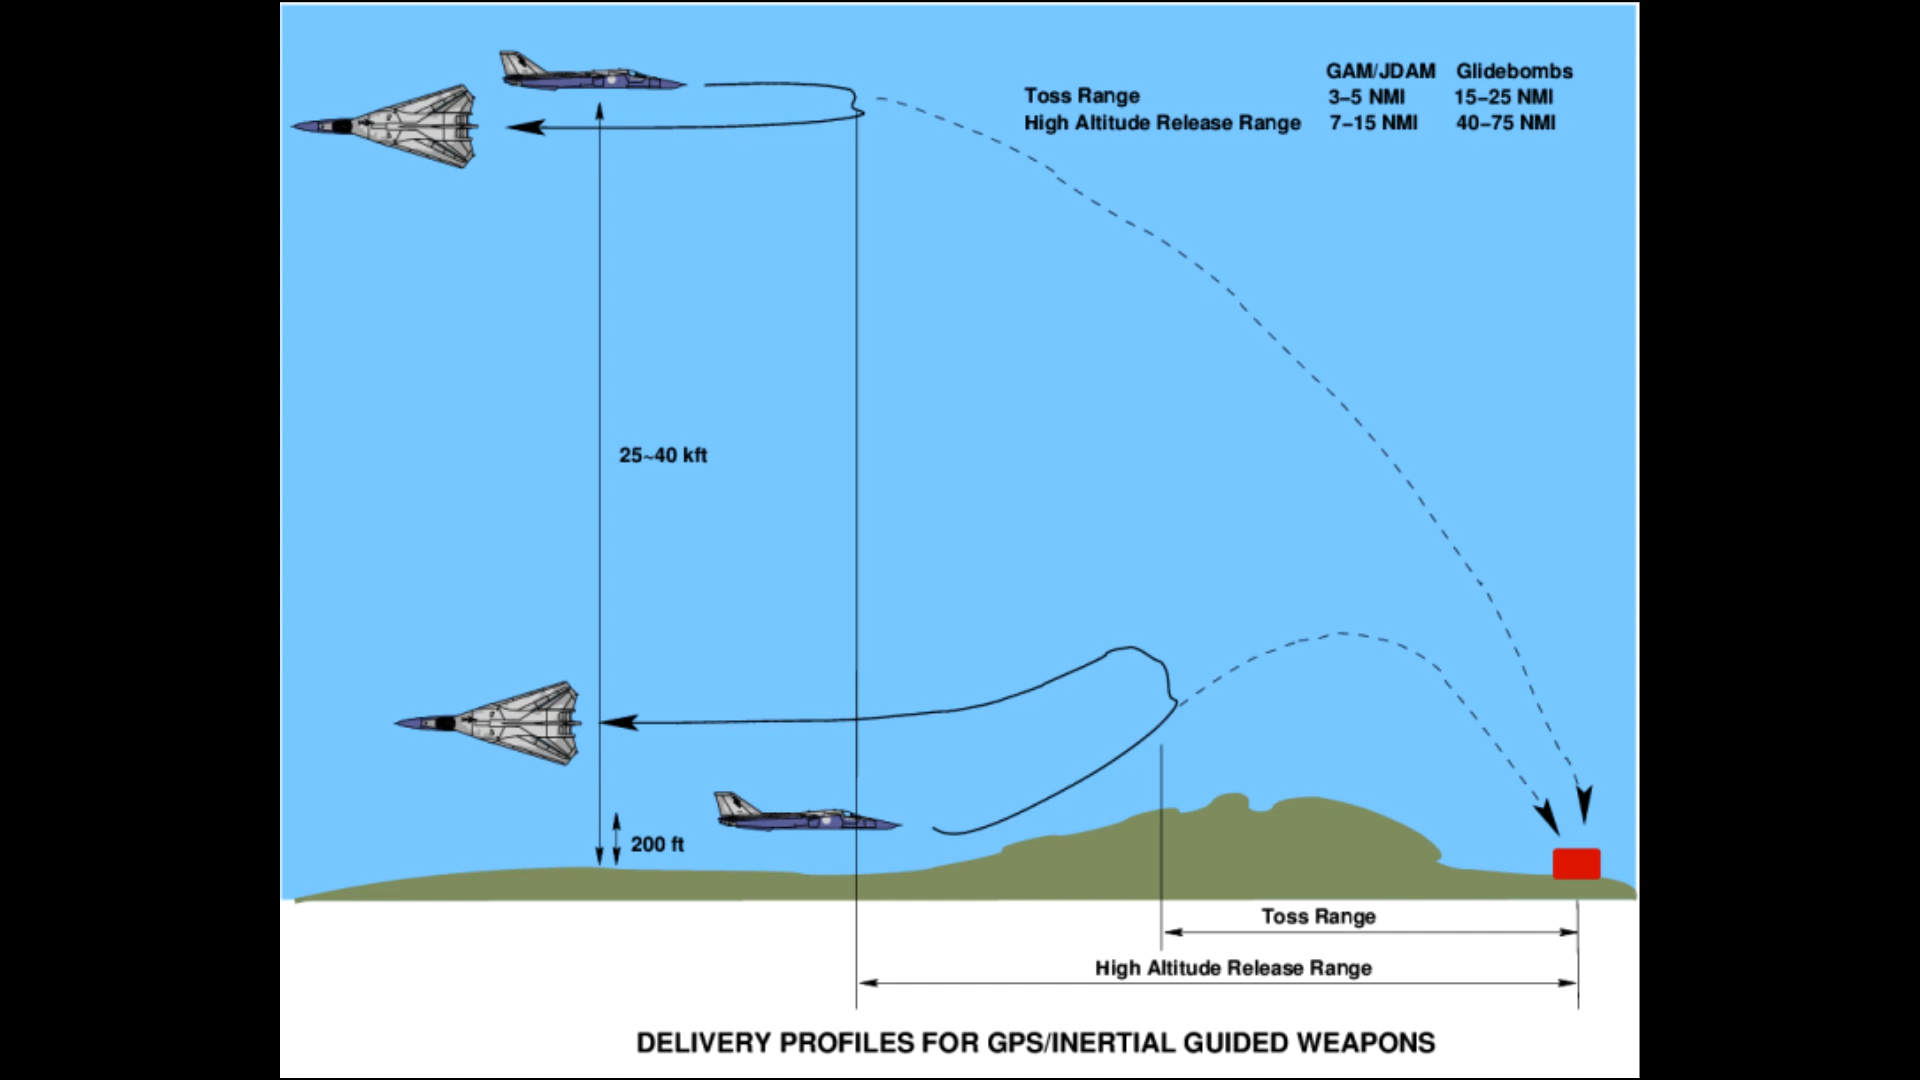 GAM/JDAM Glidebombs
Toss Range 3–5 NMI 15–25 NMI
High Altitude Release Range 7–15 NMI 40–75 NMI
25~40 kft
200 ft
Toss Range
High Altitude Release Range
DELIVERY PROFILES FOR GPS/INERTIAL GUIDED WEAPONS